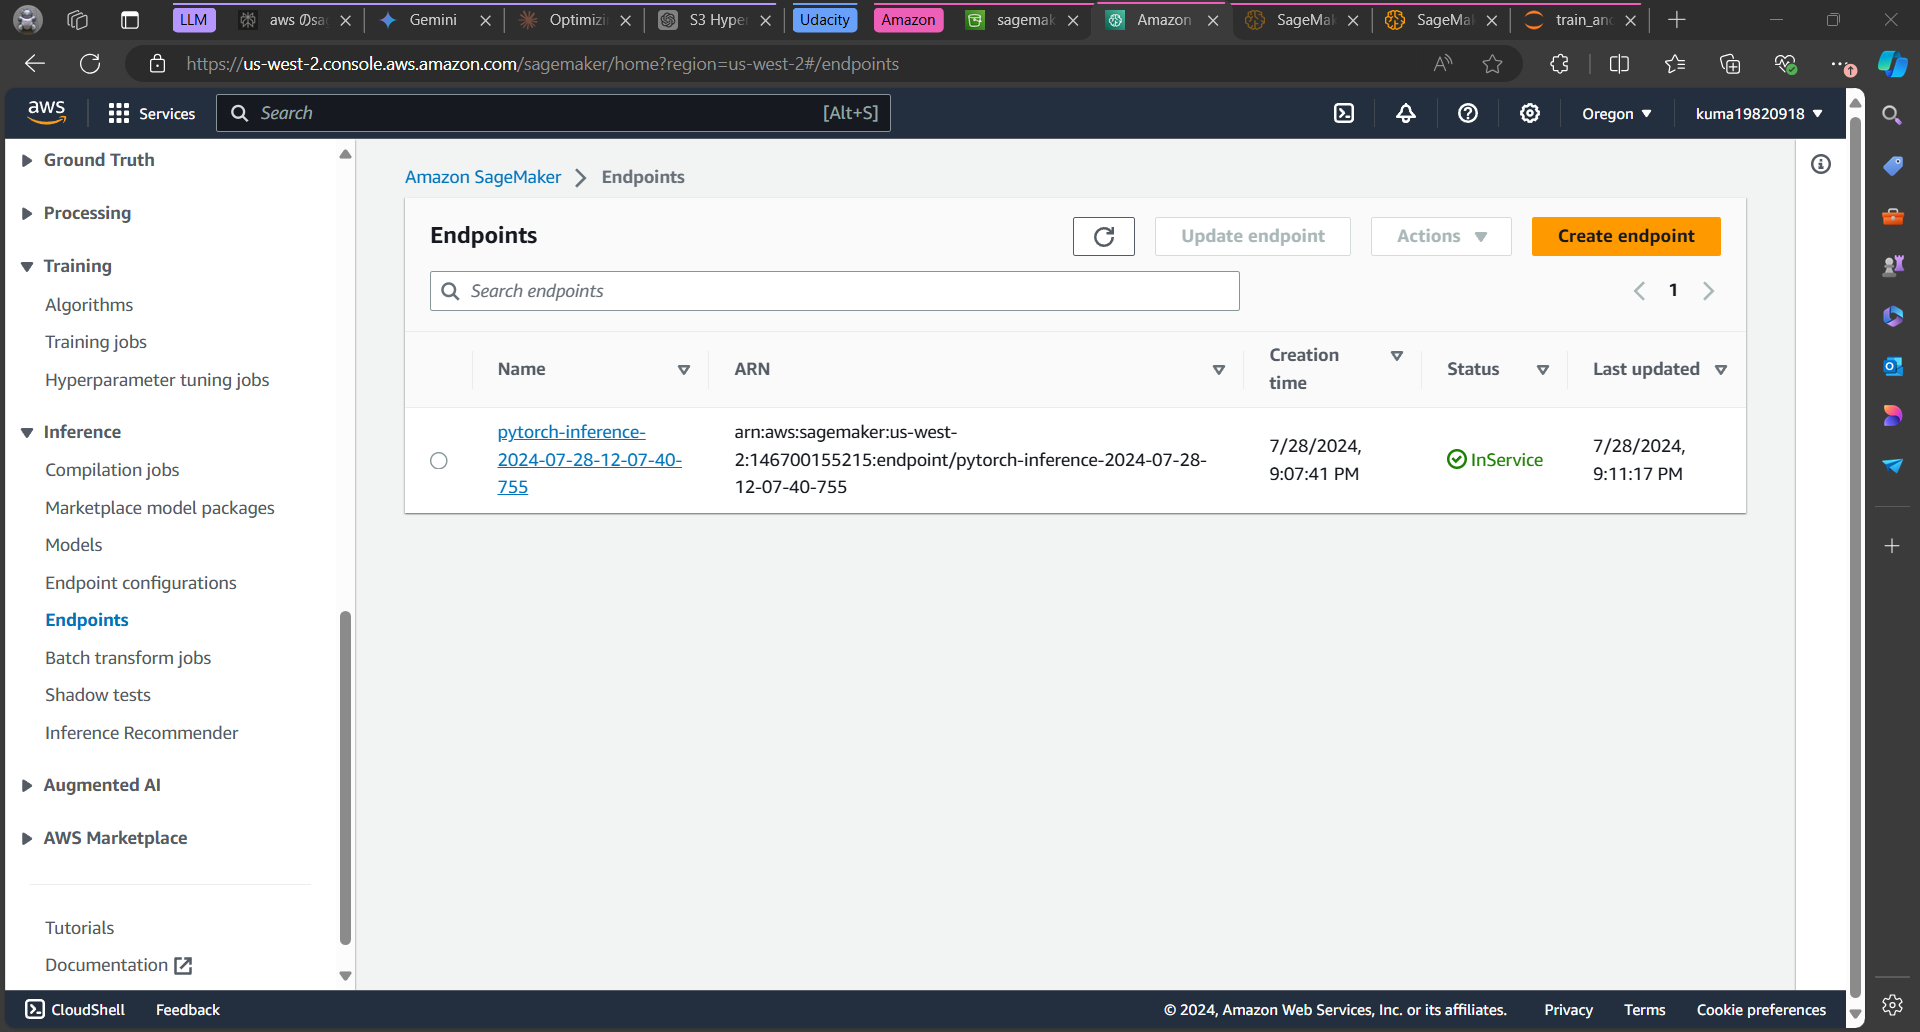 LLM
aws のsa
Gemini
Optimizi
S3 Hyper
Udacity
Amazon
sagemak
Amazon
SageMak
SageMak
train_and
https://us-west-2.console.aws.amazon.com/sagemaker/home?region=us-west-2#/endpoints
aws
Services
Search
[Alt+S]
Oregon
kuma19820918
Ground Truth
Processing
Training
Algorithms
Training jobs
Hyperparameter tuning jobs
Inference
Compilation jobs
Marketplace model packages
Models
Endpoint configurations
Endpoints
Batch transform jobs
Shadow tests
Inference Recommender
Augmented AI
AWS Marketplace
Tutorials
Documentation
Amazon SageMaker
Endpoints
Endpoints
Update endpoint
Actions
Create endpoint
Search endpoints
1
Name
ARN
Creation
time
Status
Last updated
pytorch-inference-
2024-07-28-12-07-40-
755
arn:aws:sagemaker:us-west-
2:146700155215:endpoint/pytorch-inference-2024-07-28-
12-07-40-755
7/28/2024,
9:07:41 PM
InService
7/28/2024,
9:11:17 PM
CloudShell
Feedback
© 2024, Amazon Web Services, Inc. or its affiliates.
Privacy
Terms
Cookie preferences